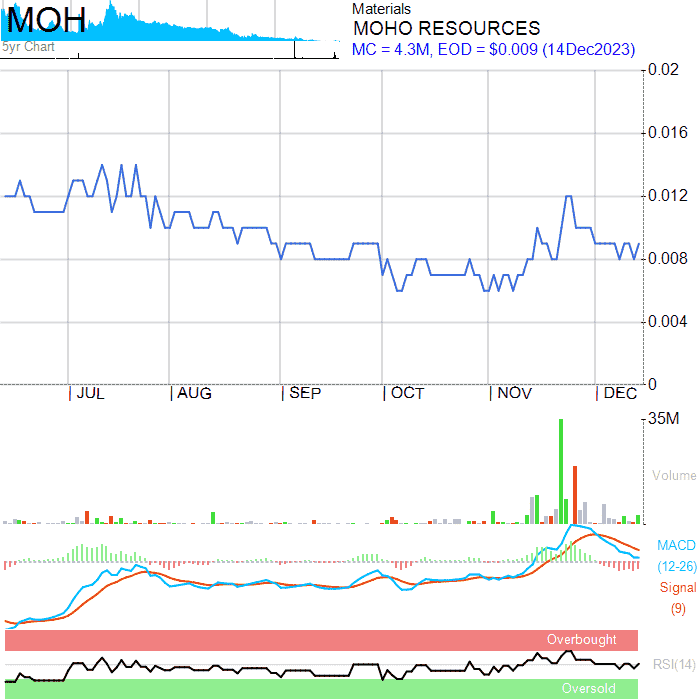 MOH
5yr Chart
Materials
MOHO RESOURCES
MC = 4.3M, EOD = $0.009 (14Dec2023)
0.02
0.016
0.012
0.008
0.004
0
JUL AUG SEP OCT NOV DEC
35M
Volume
MACD
(12-26)
Signal
(9)
Overbought
RSI(14)
Oversold